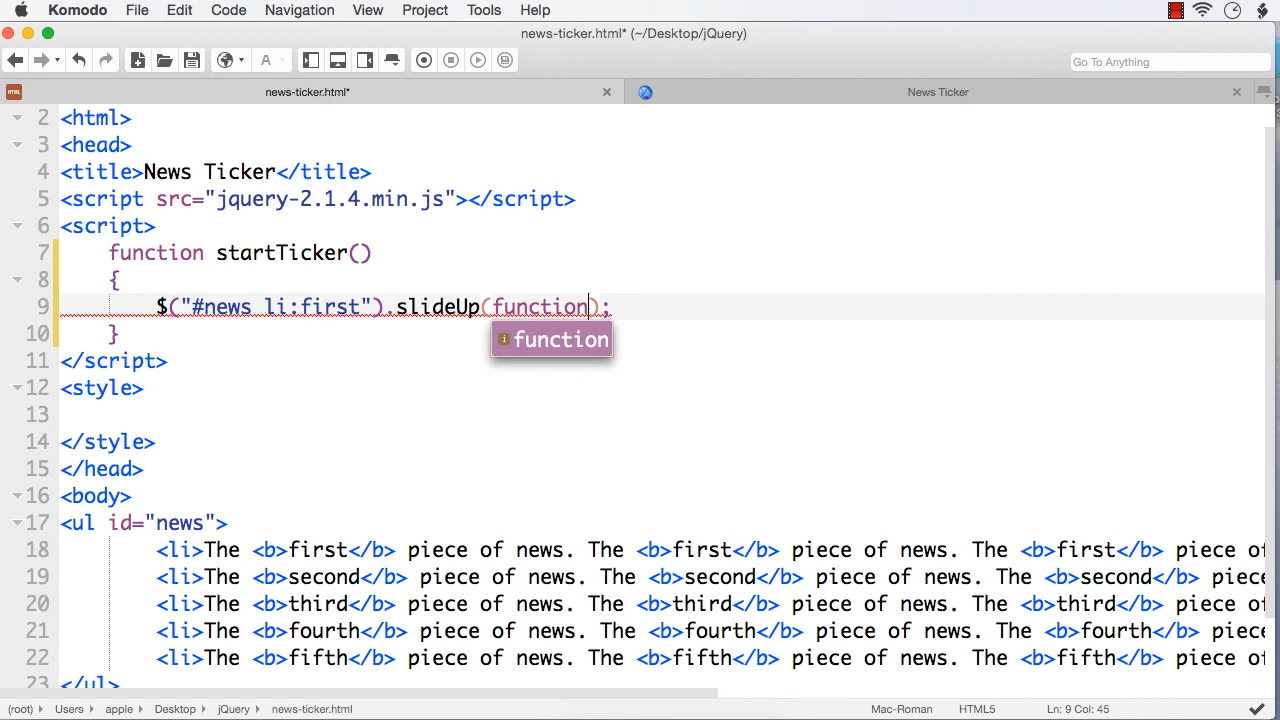 Komodo File Edit Code Navigation View Project Tools Help
news-ticker.html* (~/Desktop/jQuery)
A Go To Anything
HTML news-ticker.html* News Ticker
2 <html>
3 <head>
4 <title>News Ticker</title>
5 <script src="jquery-2.1.4.min.js"></script>
6 <script>
7 function startTicker()
8 {
9 $("#news li:first").slideUp(function);
i function
10 }
11 </script>
12 <style>
13
14 </style>
15 </head>
16 <body>
17 <ul id="news">
18 <li>The <b>first</b> piece of news. The <b>first</b> piece of news. The <b>first</b> piece of
19 <li>The <b>second</b> piece of news. The <b>second</b> piece of news. The <b>second</b> piece
20 <li>The <b>third</b> piece of news. The <b>third</b> piece of news. The <b>third</b> piece of
21 <li>The <b>fourth</b> piece of news. The <b>fourth</b> piece of news. The <b>fourth</b> piece
22 <li>The <b>fifth</b> piece of news. The <b>fifth</b> piece of news. The <b>fifth</b> piece of
23 </ul>
(root) Users apple Desktop jQuery news-ticker.html Mac-Roman HTML5 Ln: 9 Col: 45